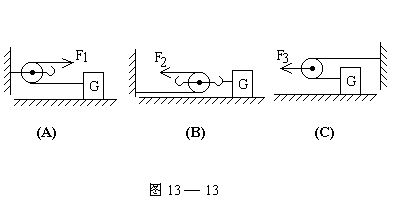 F1 F2 F3
G G G
(A) (B) (C)
图 13 — 13